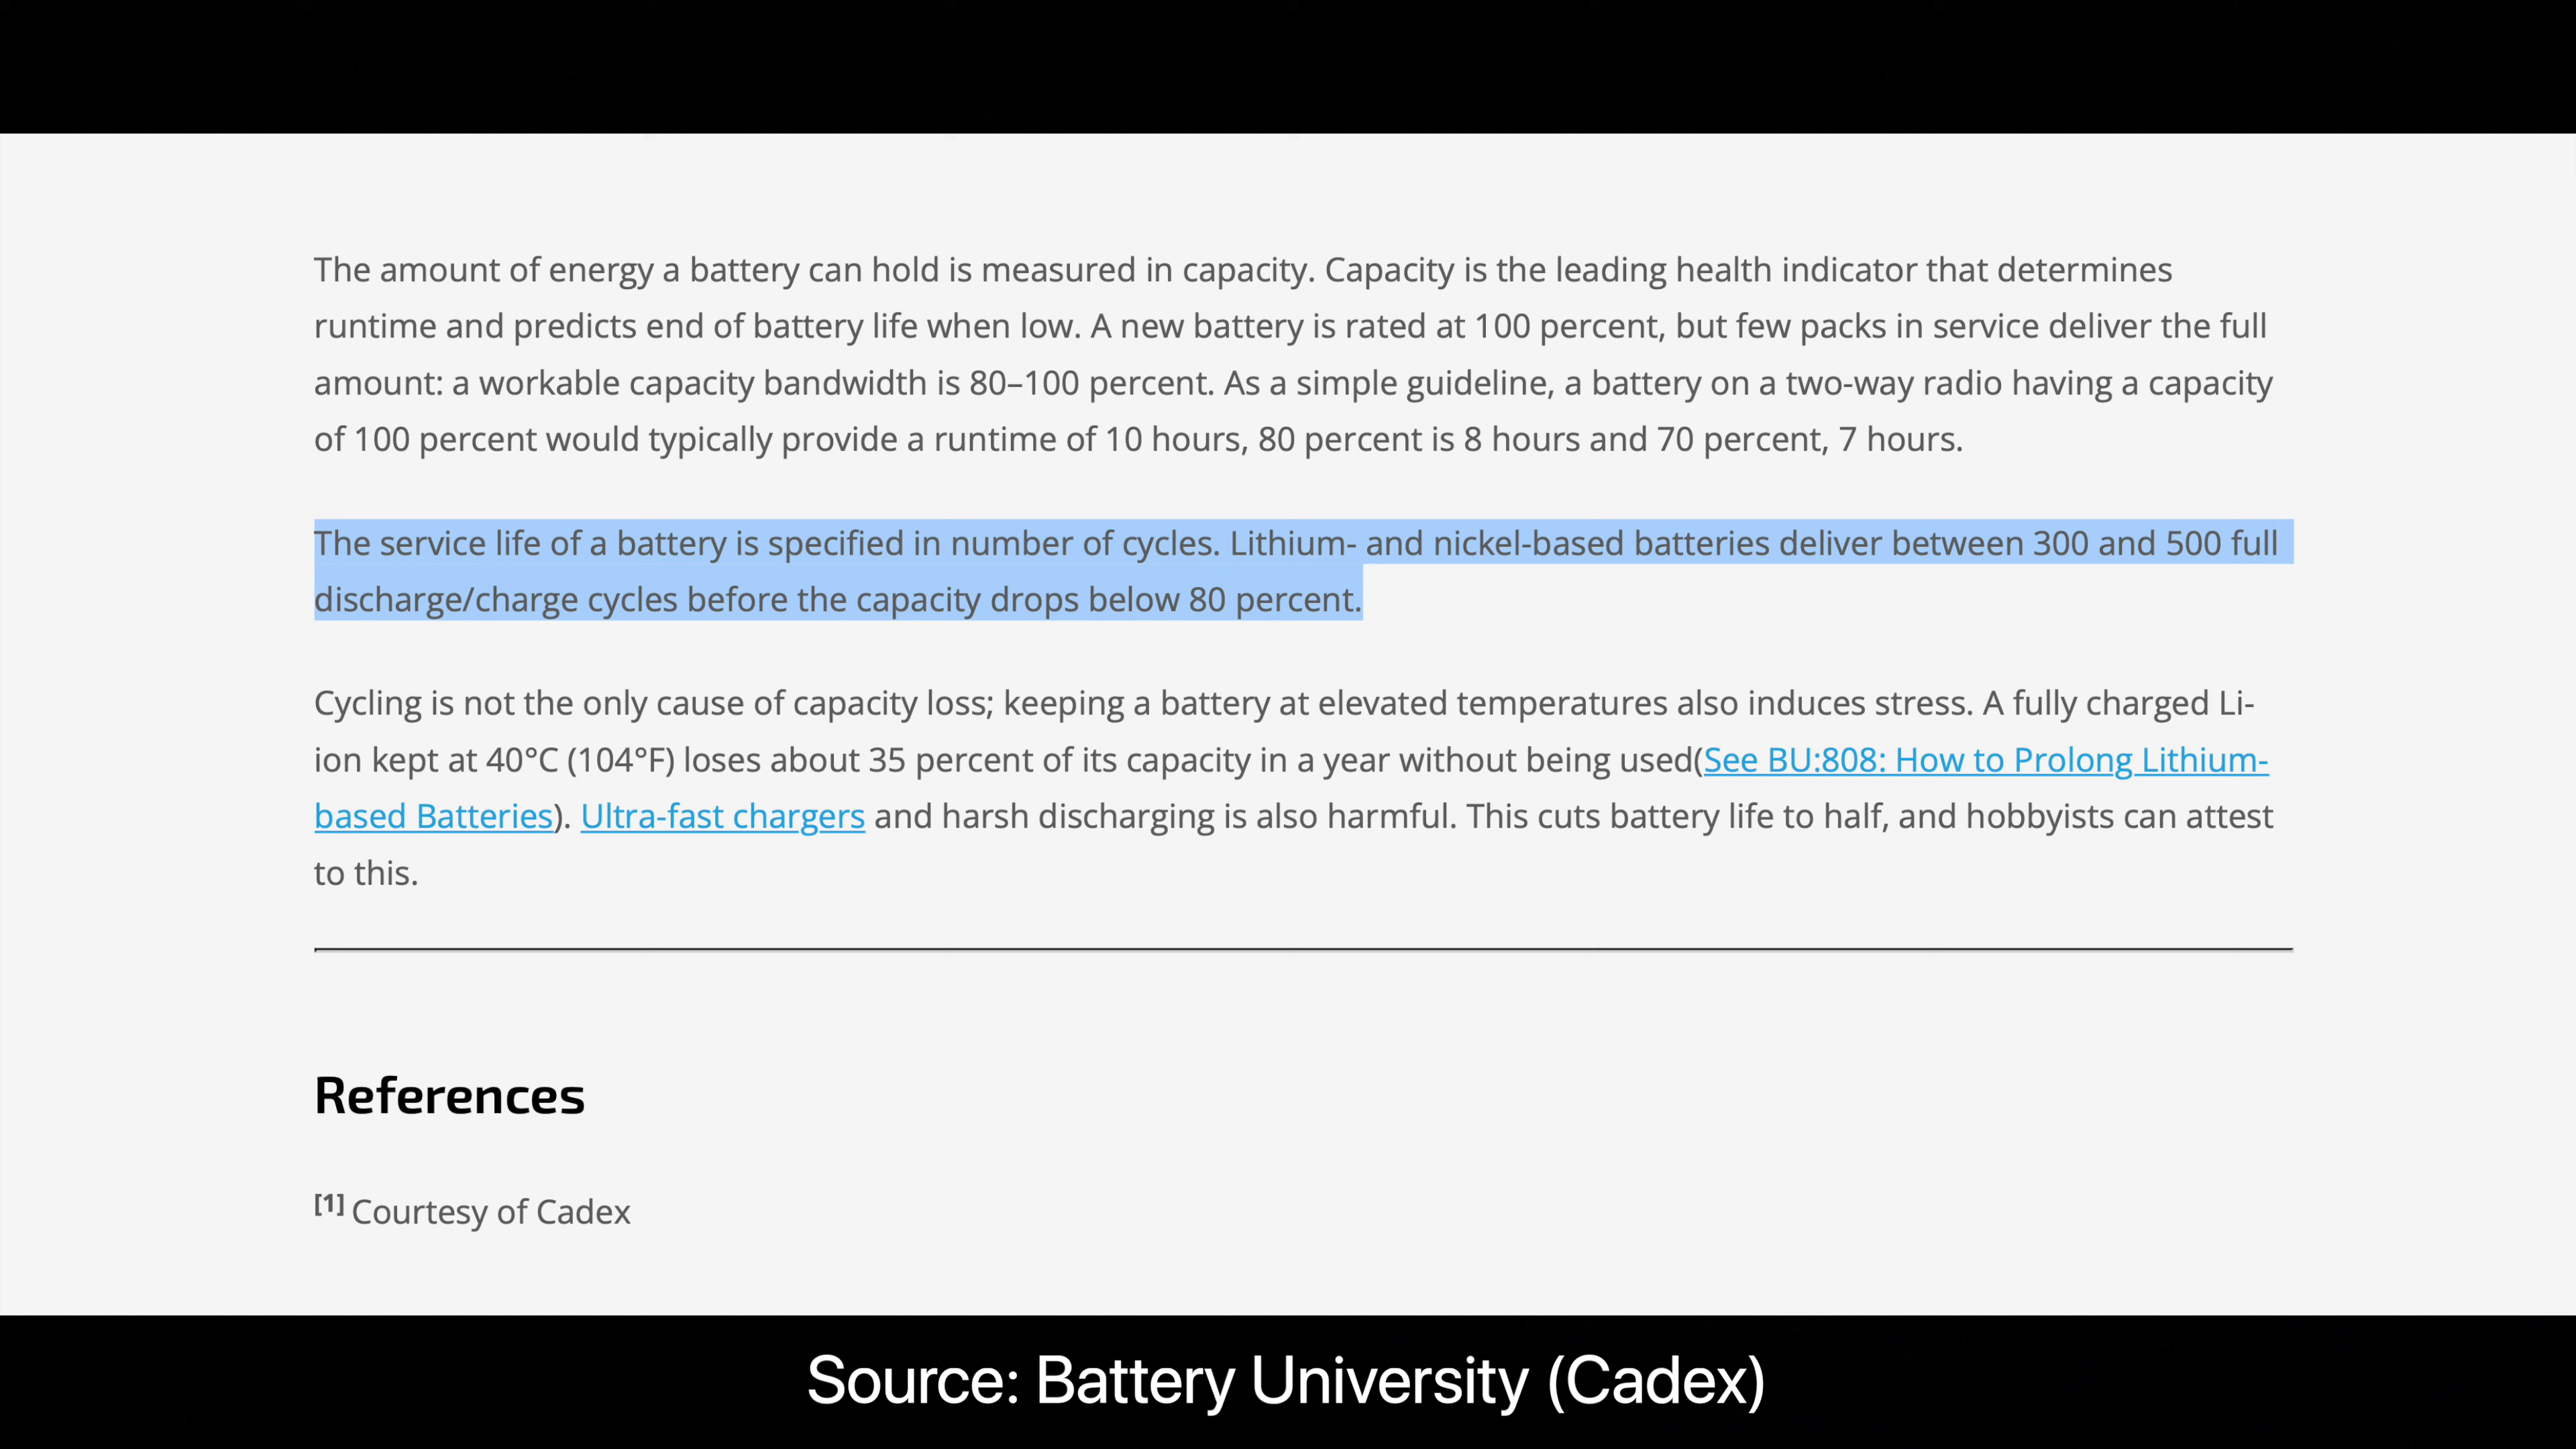 The amount of energy a battery can hold is measured in capacity. Capacity is the leading health indicator that determines
runtime and predicts end of battery life when low. A new battery is rated at 100 percent, but few packs in service deliver the full
amount: a workable capacity bandwidth is 80–100 percent. As a simple guideline, a battery on a two-way radio having a capacity
of 100 percent would typically provide a runtime of 10 hours, 80 percent is 8 hours and 70 percent, 7 hours.
The service life of a battery is specified in number of cycles. Lithium- and nickel-based batteries deliver between 300 and 500 full
discharge/charge cycles before the capacity drops below 80 percent.
Cycling is not the only cause of capacity loss; keeping a battery at elevated temperatures also induces stress. A fully charged Li-
ion kept at 40°C (104°F) loses about 35 percent of its capacity in a year without being used(See BU:808: How to Prolong Lithium-
based Batteries). Ultra-fast chargers and harsh discharging is also harmful. This cuts battery life to half, and hobbyists can attest
to this.
References
[1] Courtesy of Cadex
Source: Battery University (Cadex)